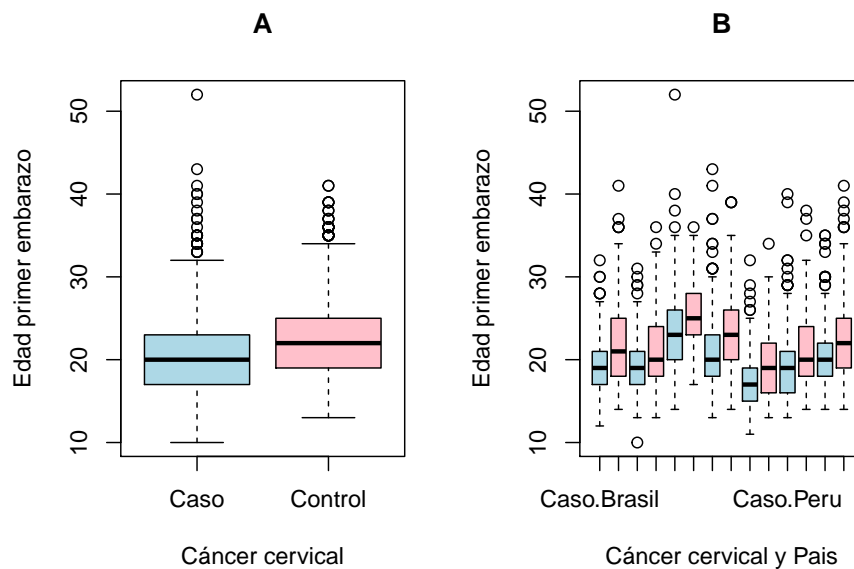 A
Edad primer embarazo
50
40
30
20
10
Caso Control
Cáncer cervical
B
Edad primer embarazo
50
40
30
20
10
Caso.Brasil Caso.Peru
Cáncer cervical y Pais